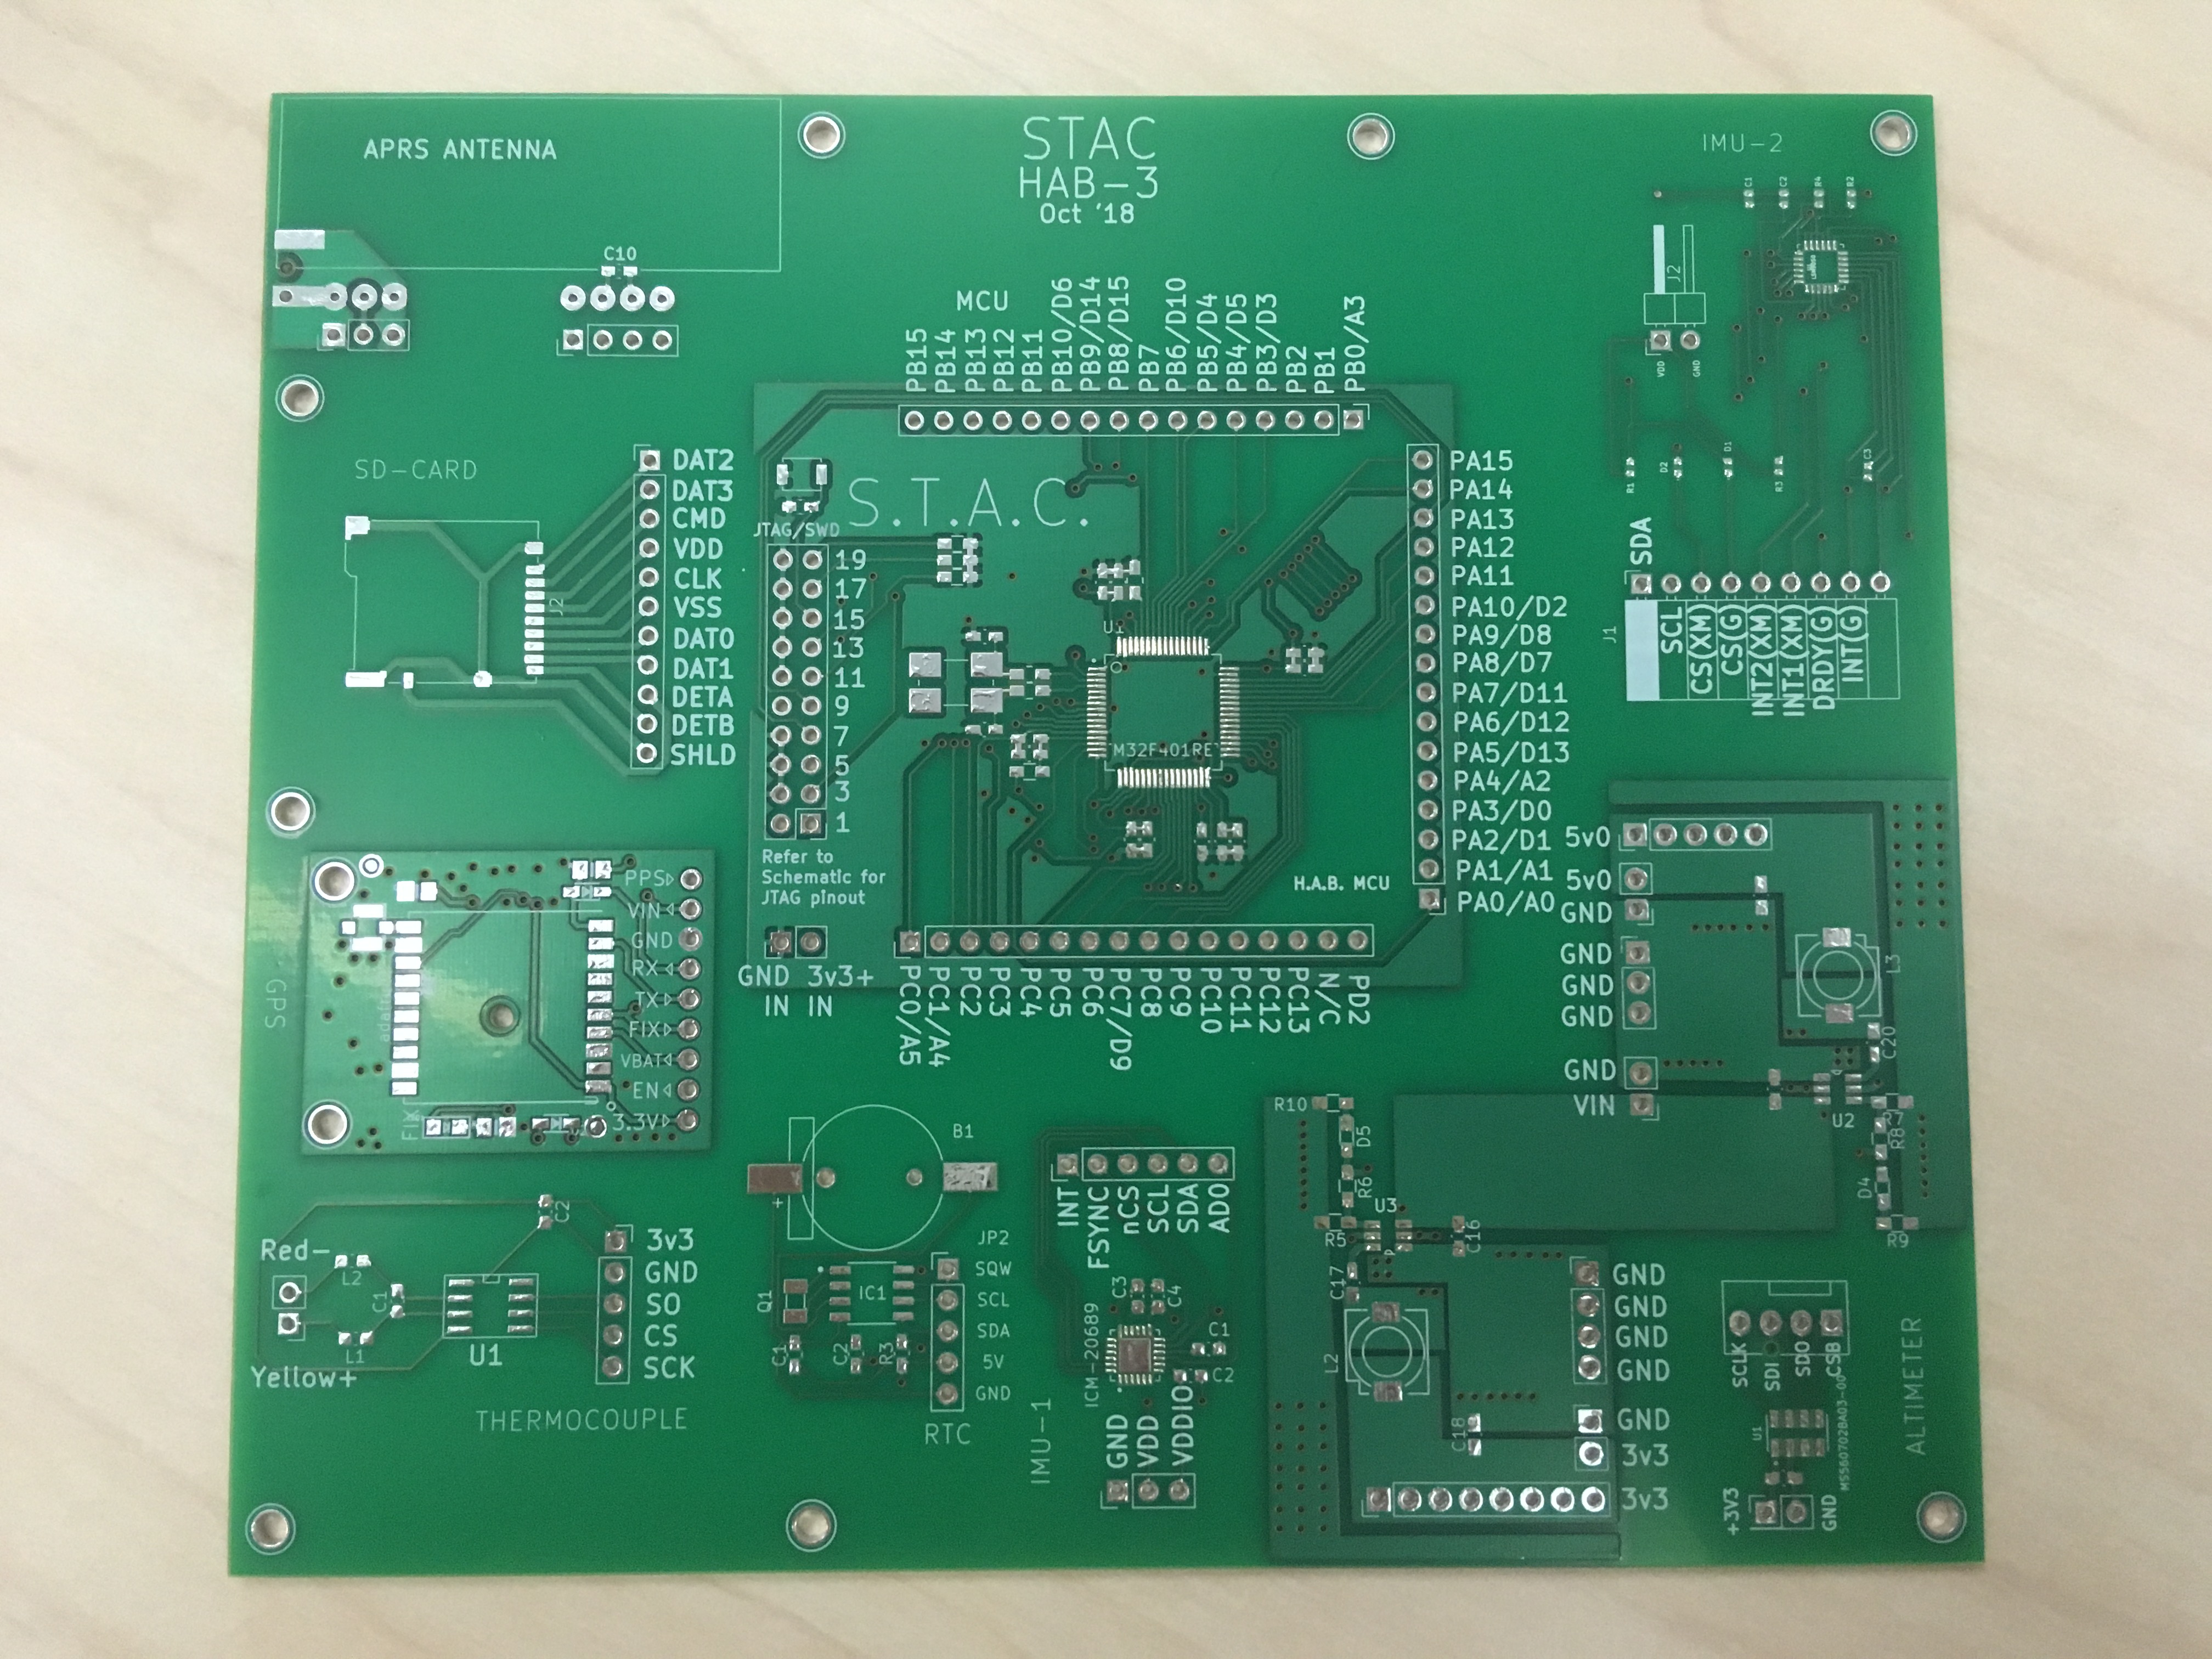 GPS
SD-CARD
APRS ANTENNA
Red-
Yellow+
L1
L2
C1
U1
C2
THERMOCOUPLE
3v3
GND
SO
CS
SCK
3.3V
EN
VBAT
FIX
TX
RX
GND
VIN
PPS
J2
SHLD
DETB
DETA
DAT1
DAT0
VSS
CLK
VDD
CMD
DAT3
DAT2
C10
GND IN
3v3+ IN
Refer to
Schematic for
JTAG pinout
JTAG/SWD
1
3
5
7
9
11
13
15
17
19
S.T.A.C.
STAC
HAB-3
Oct '18
MCU
PB15
PB14
PB13
PB12
PB11
PB10/D6
PB9/D14
PB8/D15
PB7
PB6/D10
PB5/D4
PB4/D5
PB3/D3
PB2
PB1
PB0/A3
PC0/A5
PC1/A4
PC2
PC3
PC4
PC5
PC6
PC7/D9
PC8
PC9
PC10
PC11
PC12
PC13
N/C
PD2
H.A.B. MCU
U1
M32F401RE
PA0/A0
PA1/A1
PA2/D1
PA3/D0
PA4/A2
PA5/D13
PA6/D12
PA7/D11
PA8/D7
PA9/D8
PA10/D2
PA11
PA12
PA13
PA14
PA15
C1
Q1
+
C2
IC1
R3
B1
RTC
JP2
GND
5V
SDA
SCL
SQW
IMU-1
ICM-20689
GND
VDD
VDDIO
C3
C4
C2
C1
INT
FSYNC
nCS
SCL
SDA
AD0
R10
L2
C17
R5
R6
D5
U3
C18
C16
3v3
3v3
GND
GND
GND
GND
GND
VIN
GND
GND
GND
GND
GND
5v0
5v0
U2
D4
R9
R8
R7
C20
L3
+3V3
GND
U1
SCLK
SDI
SDO
CSB
MS560702BA03-00
ALTIMETER
J1
SDA
SCL
CS(XM)
CS(G)
INT2(XM)
INT1(XM)
DRDY(G)
INT(G)
R1
D2
D1
R3
C3
VDD
GND
J2
IMU-2
C1
C2
R4
R2